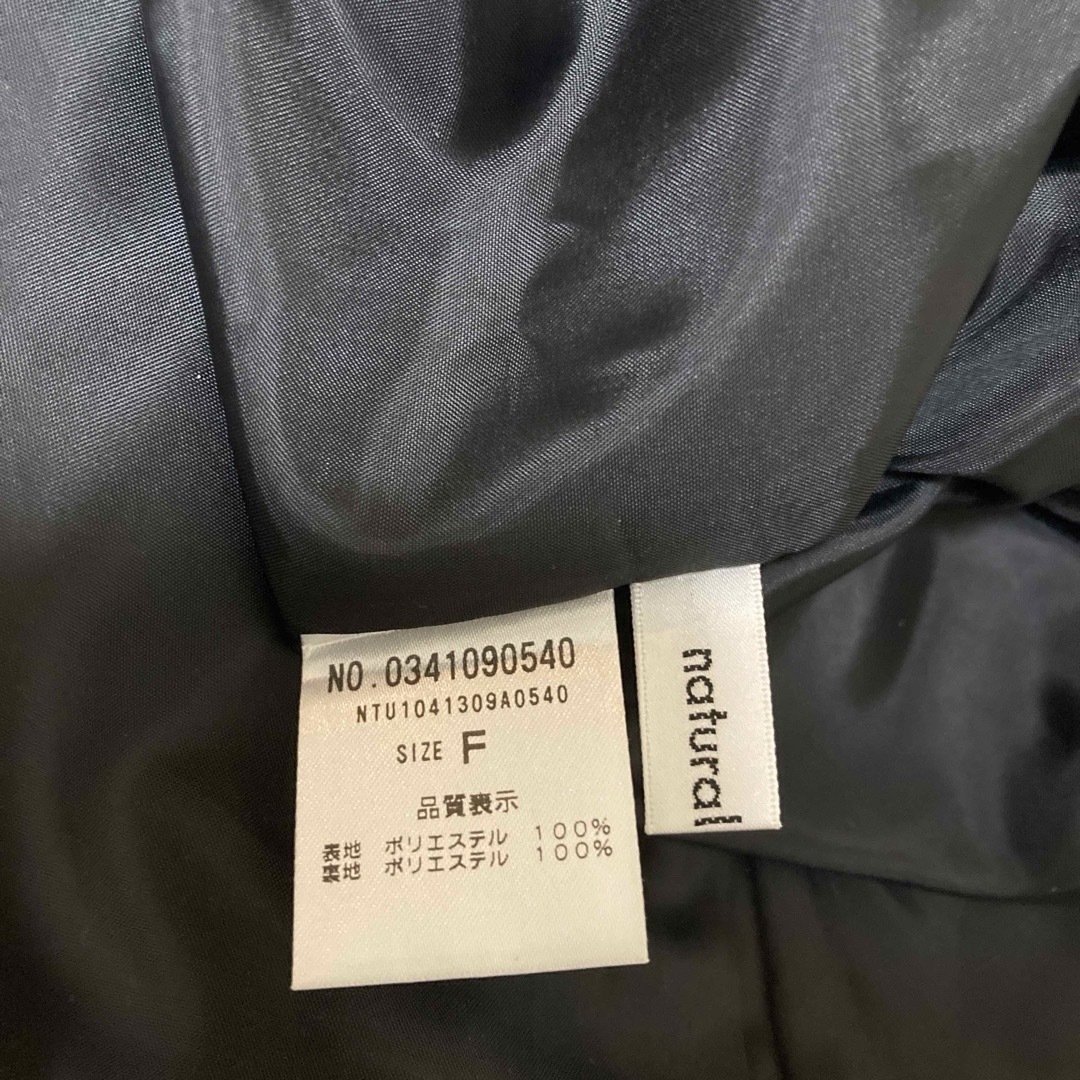 NO.0341090540
NTU1041309A0540
SIZE F
品質表示
表地 ポリエステル 100%
裏地 ポリエステル 100%
natural